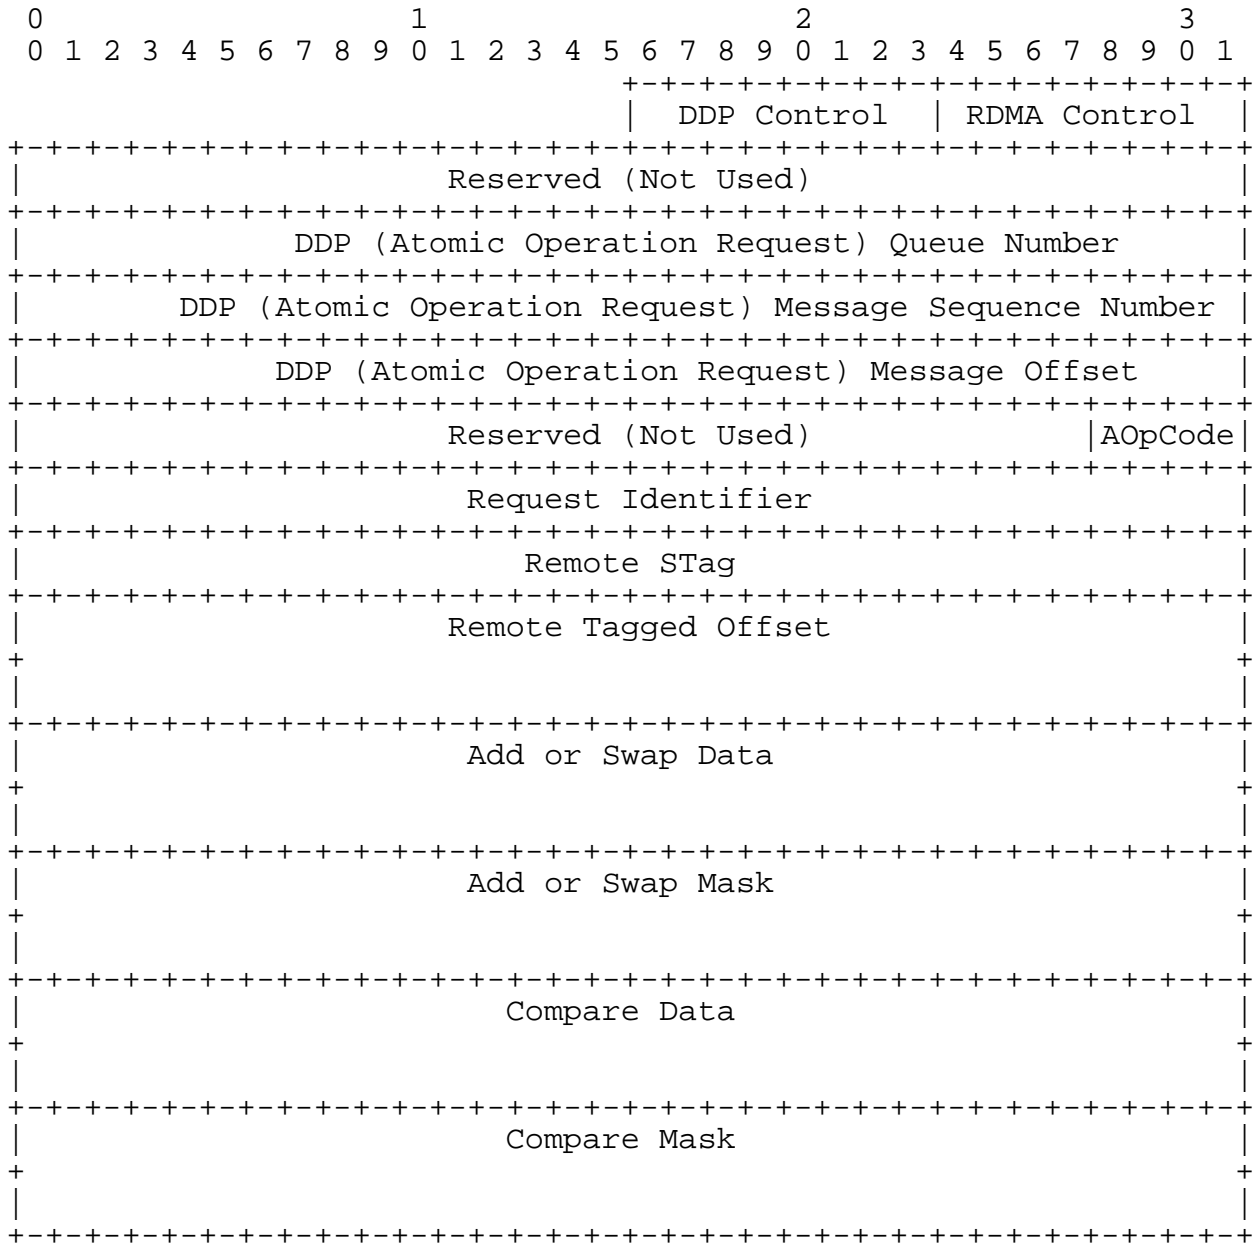 0 1 2 3
0 1 2 3 4 5 6 7 8 9 0 1 2 3 4 5 6 7 8 9 0 1 2 3 4 5 6 7 8 9 0 1
+-+-+-+-+-+-+-+-+-+-+-+-+-+-+-+-+
| DDP Control | RDMA Control |
+-+-+-+-+-+-+-+-+-+-+-+-+-+-+-+-+-+-+-+-+-+-+-+-+-+-+-+-+-+-+-+-+
| Reserved (Not Used) |
+-+-+-+-+-+-+-+-+-+-+-+-+-+-+-+-+-+-+-+-+-+-+-+-+-+-+-+-+-+-+-+-+
| DDP (Atomic Operation Request) Queue Number |
+-+-+-+-+-+-+-+-+-+-+-+-+-+-+-+-+-+-+-+-+-+-+-+-+-+-+-+-+-+-+-+-+
| DDP (Atomic Operation Request) Message Sequence Number |
+-+-+-+-+-+-+-+-+-+-+-+-+-+-+-+-+-+-+-+-+-+-+-+-+-+-+-+-+-+-+-+-+
| DDP (Atomic Operation Request) Message Offset |
+-+-+-+-+-+-+-+-+-+-+-+-+-+-+-+-+-+-+-+-+-+-+-+-+-+-+-+-+-+-+-+-+
| Reserved (Not Used) |AOpCode|
+-+-+-+-+-+-+-+-+-+-+-+-+-+-+-+-+-+-+-+-+-+-+-+-+-+-+-+-+-+-+-+-+
| Request Identifier |
+-+-+-+-+-+-+-+-+-+-+-+-+-+-+-+-+-+-+-+-+-+-+-+-+-+-+-+-+-+-+-+-+
| Remote STag |
+-+-+-+-+-+-+-+-+-+-+-+-+-+-+-+-+-+-+-+-+-+-+-+-+-+-+-+-+-+-+-+-+
| Remote Tagged Offset |
+ +
| |
+-+-+-+-+-+-+-+-+-+-+-+-+-+-+-+-+-+-+-+-+-+-+-+-+-+-+-+-+-+-+-+-+
| Add or Swap Data |
+ +
| |
+-+-+-+-+-+-+-+-+-+-+-+-+-+-+-+-+-+-+-+-+-+-+-+-+-+-+-+-+-+-+-+-+
| Add or Swap Mask |
+ +
| |
+-+-+-+-+-+-+-+-+-+-+-+-+-+-+-+-+-+-+-+-+-+-+-+-+-+-+-+-+-+-+-+-+
| Compare Data |
+ +
| |
+-+-+-+-+-+-+-+-+-+-+-+-+-+-+-+-+-+-+-+-+-+-+-+-+-+-+-+-+-+-+-+-+
| Compare Mask |
+ +
| |
+-+-+-+-+-+-+-+-+-+-+-+-+-+-+-+-+-+-+-+-+-+-+-+-+-+-+-+-+-+-+-+-+